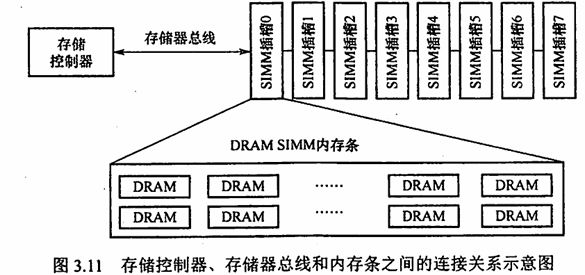 存储
控制器
存储器总线
SIMM插槽0
SIMM插槽1
SIMM插槽2
SIMM插槽3
SIMM插槽4
SIMM插槽5
SIMM插槽6
SIMM插槽7
DRAM SIMM内存条
DRAM DRAM …… DRAM DRAM
DRAM DRAM …… DRAM DRAM
图 3.11 存储控制器、存储器总线和内存条之间的连接关系示意图